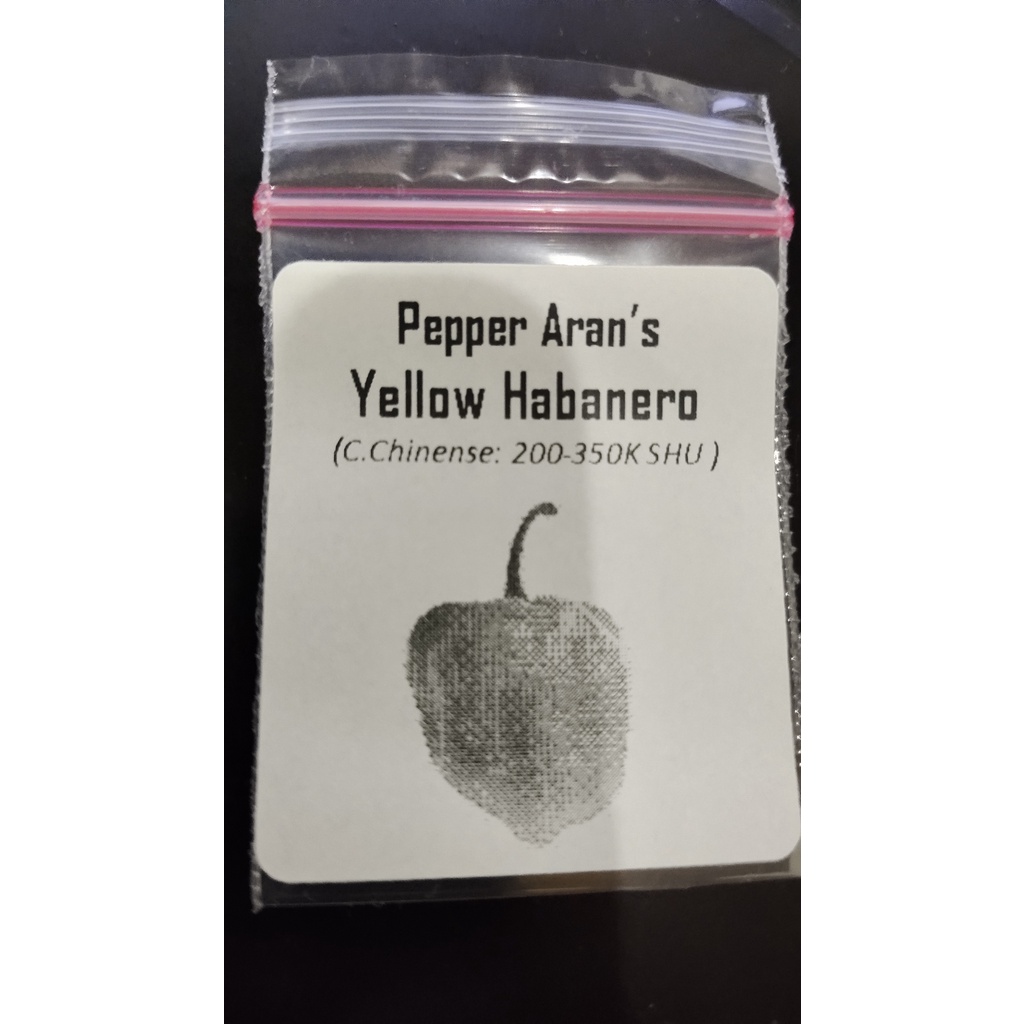 Pepper Aran's
Yellow Habanero
(C.Chinense: 200-350K SHU )